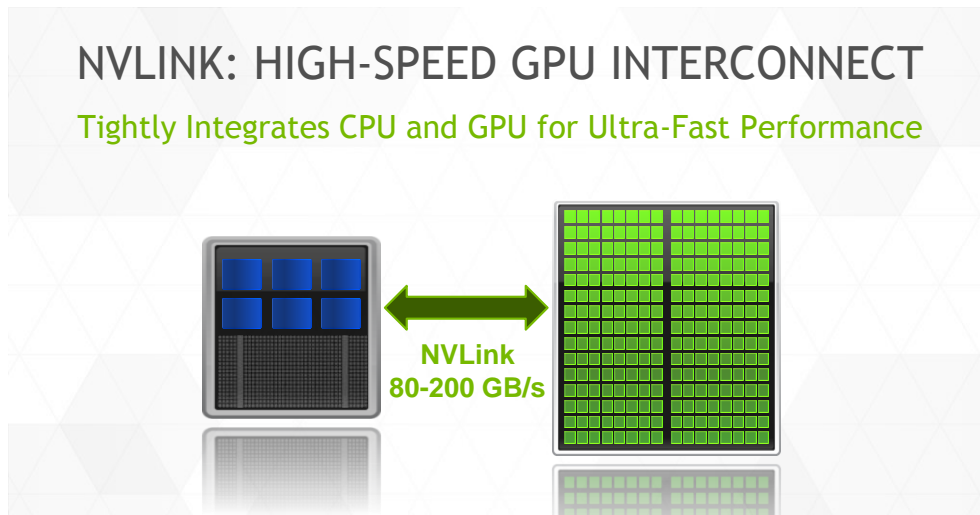 NVLINK: HIGH-SPEED GPU INTERCONNECT
Tightly Integrates CPU and GPU for Ultra-Fast Performance
NVLink
80-200 GB/s